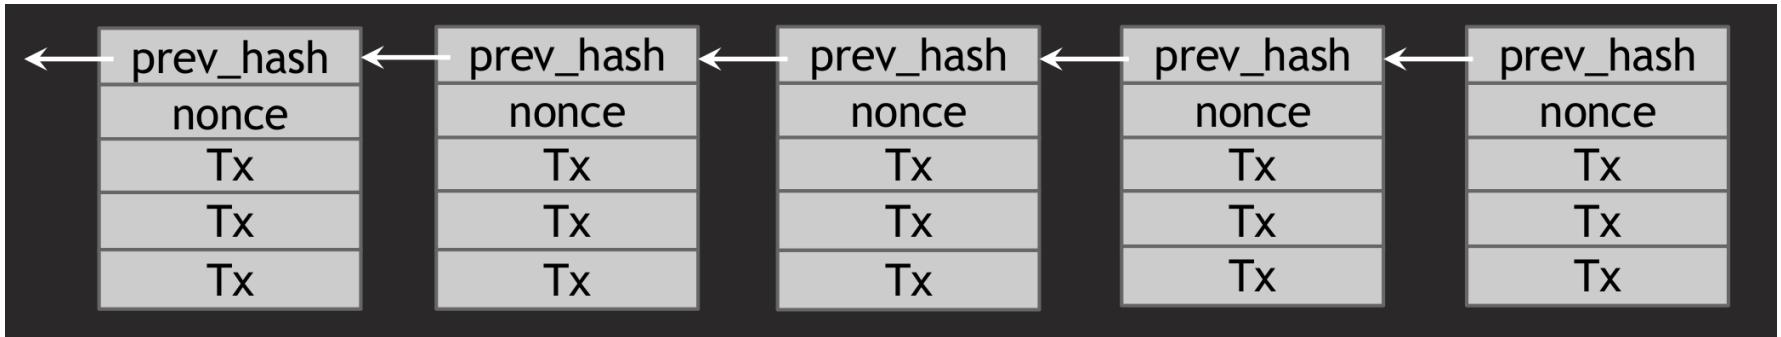 prev_hash prev_hash prev_hash prev_hash prev_hash
nonce nonce nonce nonce nonce
Tx Tx Tx Tx Tx
Tx Tx Tx Tx Tx
Tx Tx Tx Tx Tx